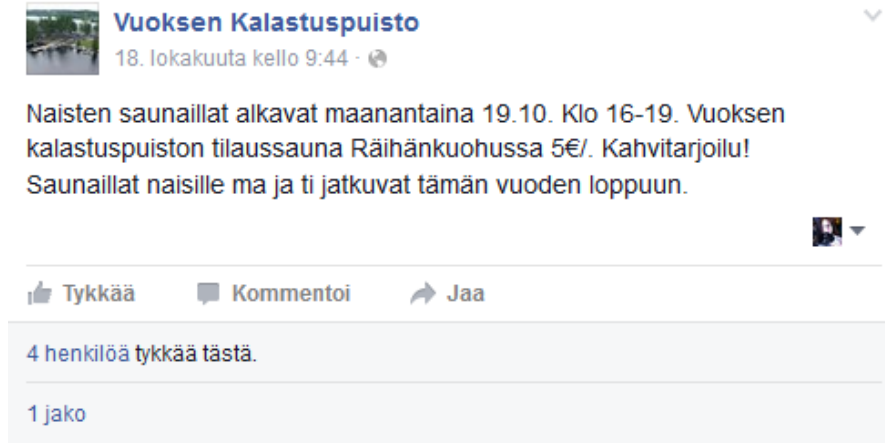 Vuoksen Kalastuspuisto
18. lokakuuta kello 9:44 ·
Naisten saunaillat alkavat maanantaina 19.10. Klo 16-19. Vuoksen
kalastuspuiston tilaussauna Räihänkuohussa 5€/. Kahvitarjoilu!
Saunaillat naisille ma ja ti jatkuvat tämän vuoden loppuun.
Tykkää Kommentoi Jaa
4 henkilöä tykkää tästä.
1 jako